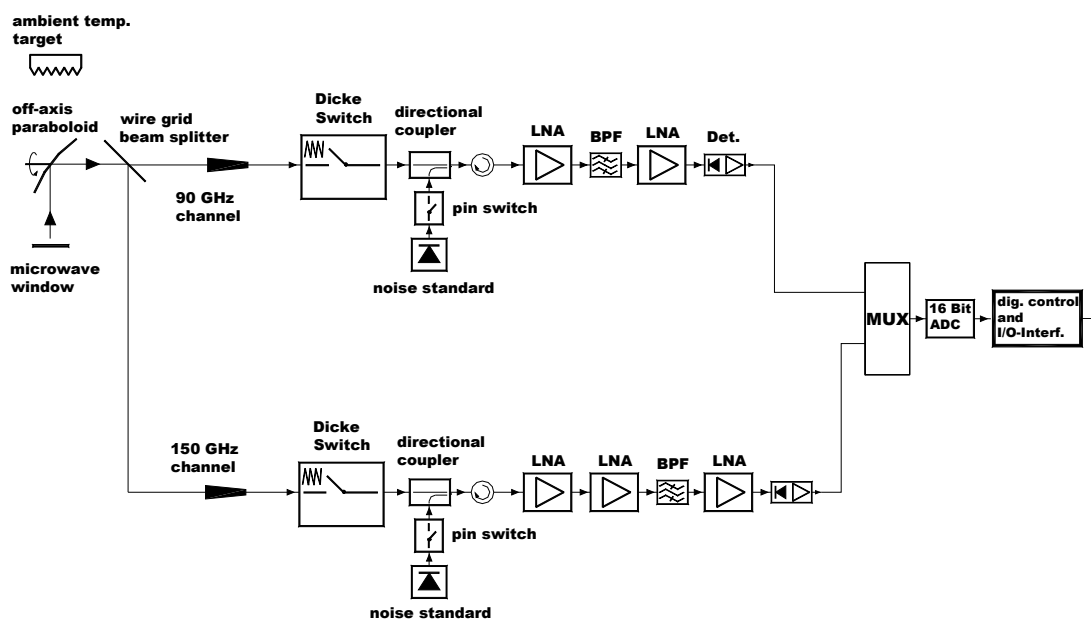 ambient temp.
target
off-axis
paraboloid
wire grid
beam splitter
Dicke
Switch
directional
coupler
LNA
BPF
LNA
Det.
90 GHz
channel
pin switch
noise standard
microwave
window
MUX
16 Bit
ADC
dig. control
and
I/O-Interf.
150 GHz
channel
Dicke
Switch
directional
coupler
LNA
LNA
BPF
LNA
pin switch
noise standard